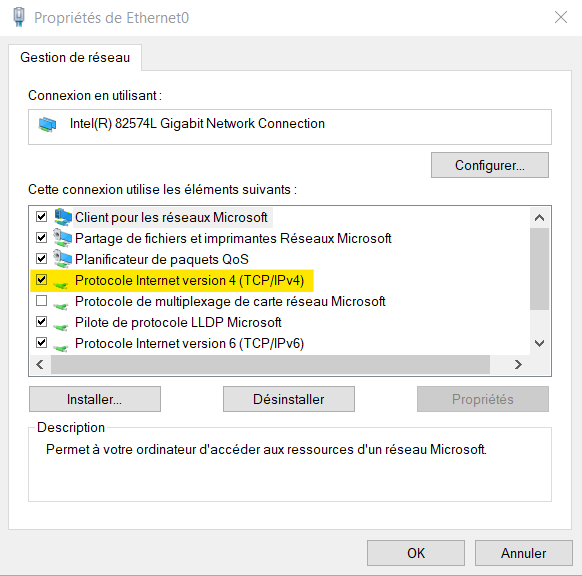 Propriétés de Ethernet0
Gestion de réseau
Connexion en utilisant :
Intel(R) 82574L Gigabit Network Connection
Configurer...
Cette connexion utilise les éléments suivants :
Client pour les réseaux Microsoft
Partage de fichiers et imprimantes Réseaux Microsoft
Planificateur de paquets QoS
Protocole Internet version 4 (TCP/IPv4)
Protocole de multiplexage de carte réseau Microsoft
Pilote de protocole LLDP Microsoft
Protocole Internet version 6 (TCP/IPv6)
Installer...
Désinstaller
Propriétés
Description
Permet à votre ordinateur d'accéder aux ressources d'un réseau Microsoft.
OK
Annuler